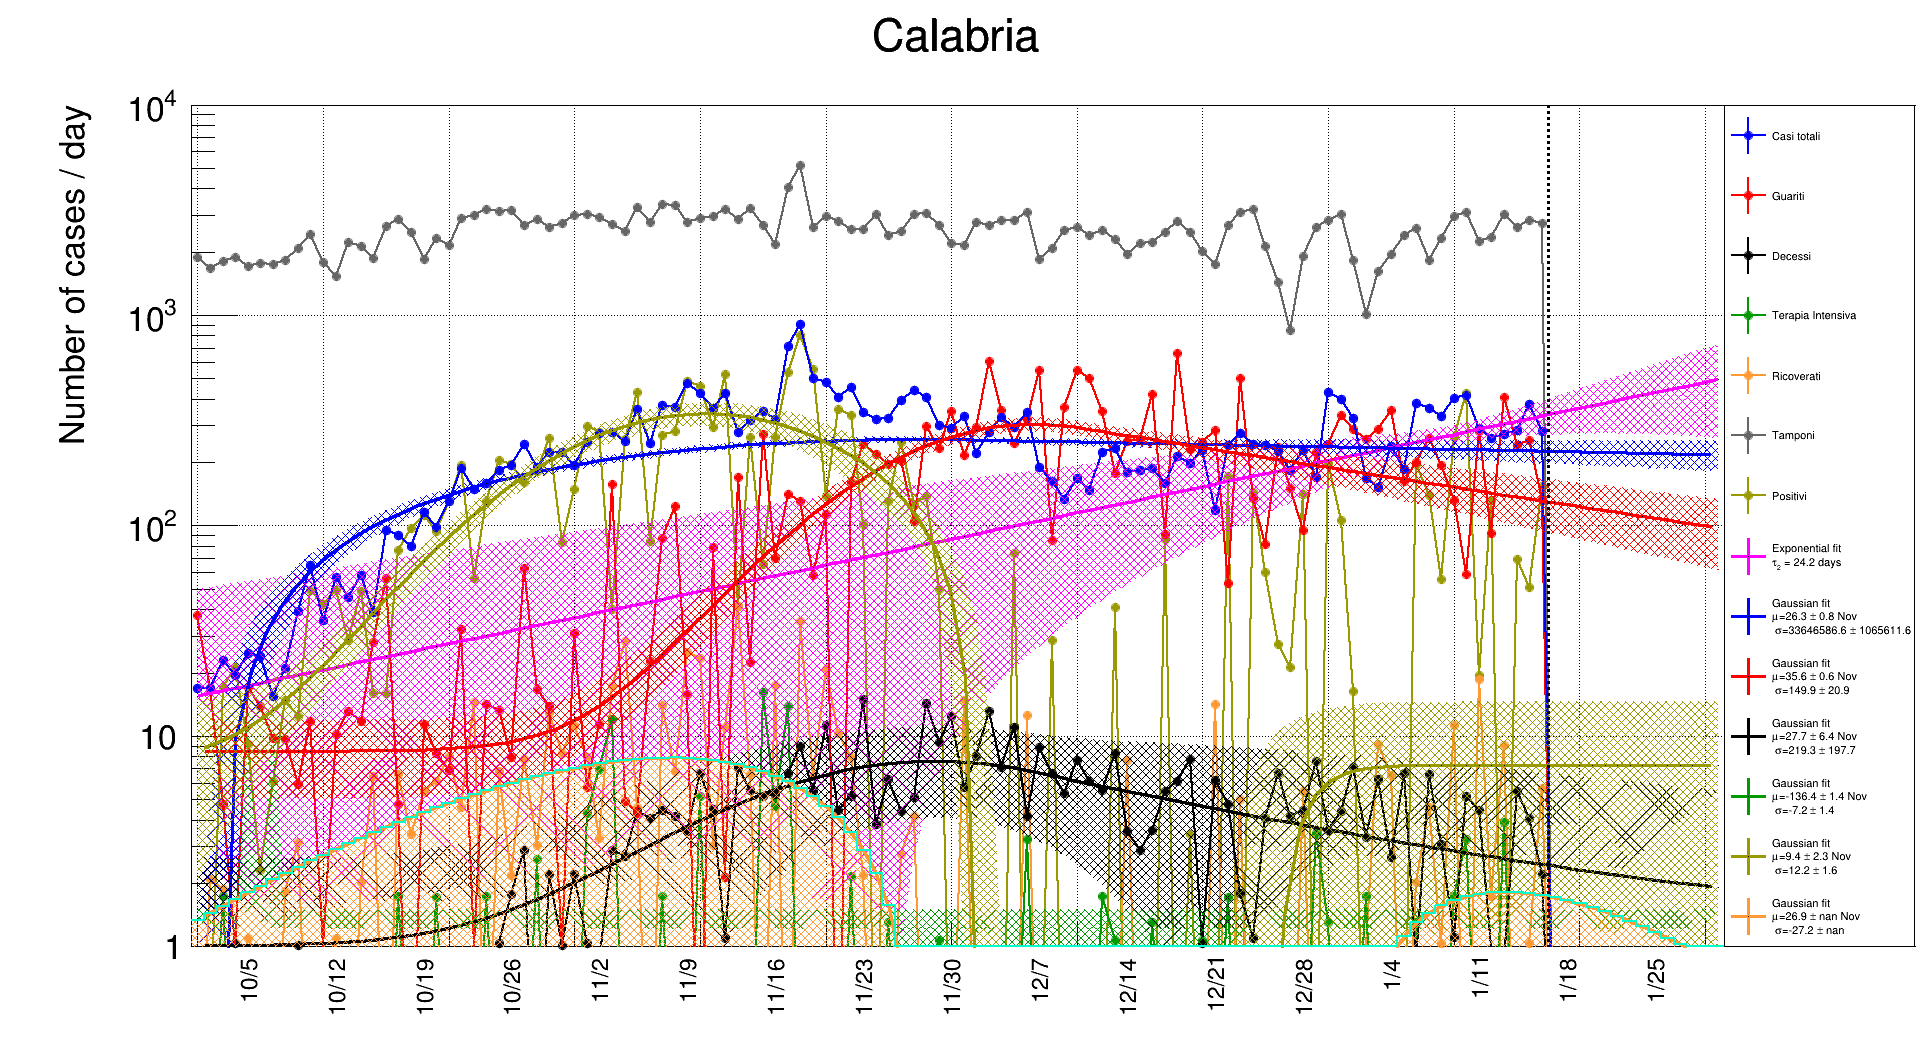 Calabria
Number of cases / day
10⁴
10³
10²
10
1
10/5
10/12
10/19
10/26
11/2
11/9
11/16
11/23
11/30
12/7
12/14
12/21
12/28
1/4
1/11
1/18
1/25
Casi totali
Guariti
Decessi
Terapia Intensiva
Ricoverati
Tamponi
Positivi
Exponential fit
τ₂ = 24.2 days
Gaussian fit
μ=26.3 ± 0.8 Nov
σ=33646586.6 ± 1065611.6
Gaussian fit
μ=35.6 ± 0.6 Nov
σ=149.9 ± 20.9
Gaussian fit
μ=27.7 ± 6.4 Nov
σ=219.3 ± 197.7
Gaussian fit
μ=-136.4 ± 1.4 Nov
σ=-7.2 ± 1.4
Gaussian fit
μ=9.4 ± 2.3 Nov
σ=12.2 ± 1.6
Gaussian fit
μ=26.9 ± nan Nov
σ=-27.2 ± nan